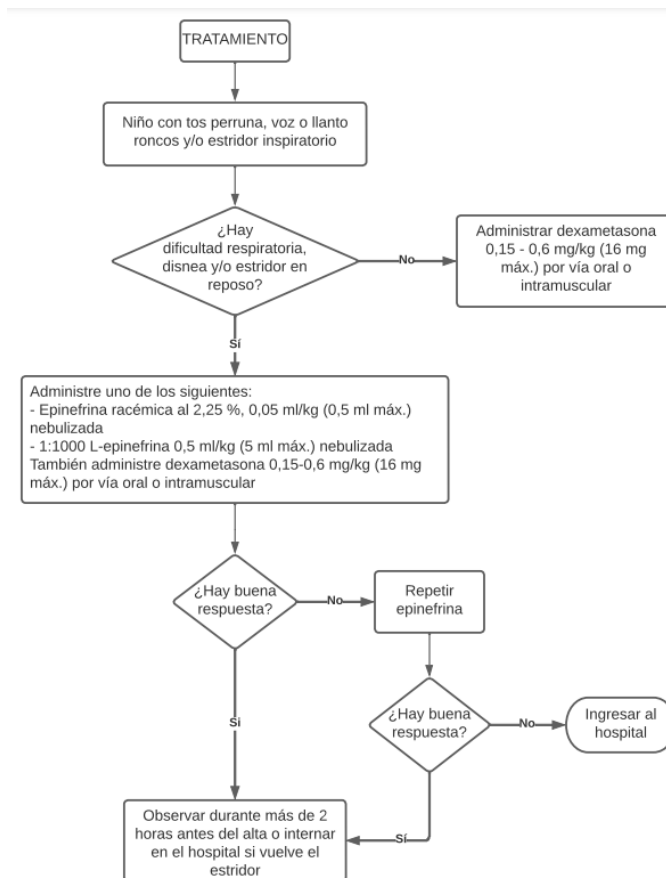 TRATAMIENTO
Niño con tos perruna, voz o llanto
roncos y/o estridor inspiratorio
¿Hay
dificultad respiratoria,
disnea y/o estridor en
reposo?
No
Administrar dexametasona
0,15 - 0,6 mg/kg (16 mg
máx.) por vía oral o
intramuscular
Sí
Administre uno de los siguientes:
- Epinefrina racémica al 2,25 %, 0,05 ml/kg (0,5 ml máx.)
nebulizada
- 1:1000 L-epinefrina 0,5 ml/kg (5 ml máx.) nebulizada
También administre dexametasona 0,15-0,6 mg/kg (16 mg
máx.) por vía oral o intramuscular
¿Hay buena
respuesta?
No
Repetir
epinefrina
Si
¿Hay buena
respuesta?
No
Ingresar al
hospital
Sí
Observar durante más de 2
horas antes del alta o internar
en el hospital si vuelve el
estridor